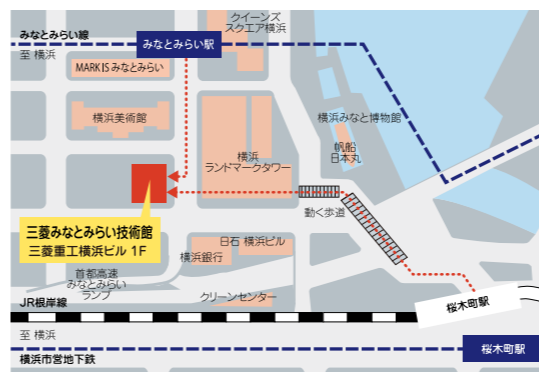 クイーンズ
スクエア横浜
みなとみらい線
みなとみらい駅
至 横浜
MARK IS みなとみらい
横浜美術館
横浜みなと博物館
帆船
日本丸
横浜
ランドマークタワー
動く歩道
三菱みなとみらい技術館
三菱重工横浜ビル 1F
日石 横浜ビル
横浜銀行
首都高速
みなとみらい
ランプ
クリーンセンター
桜木町駅
JR根岸線
至 横浜
桜木町駅
横浜市営地下鉄